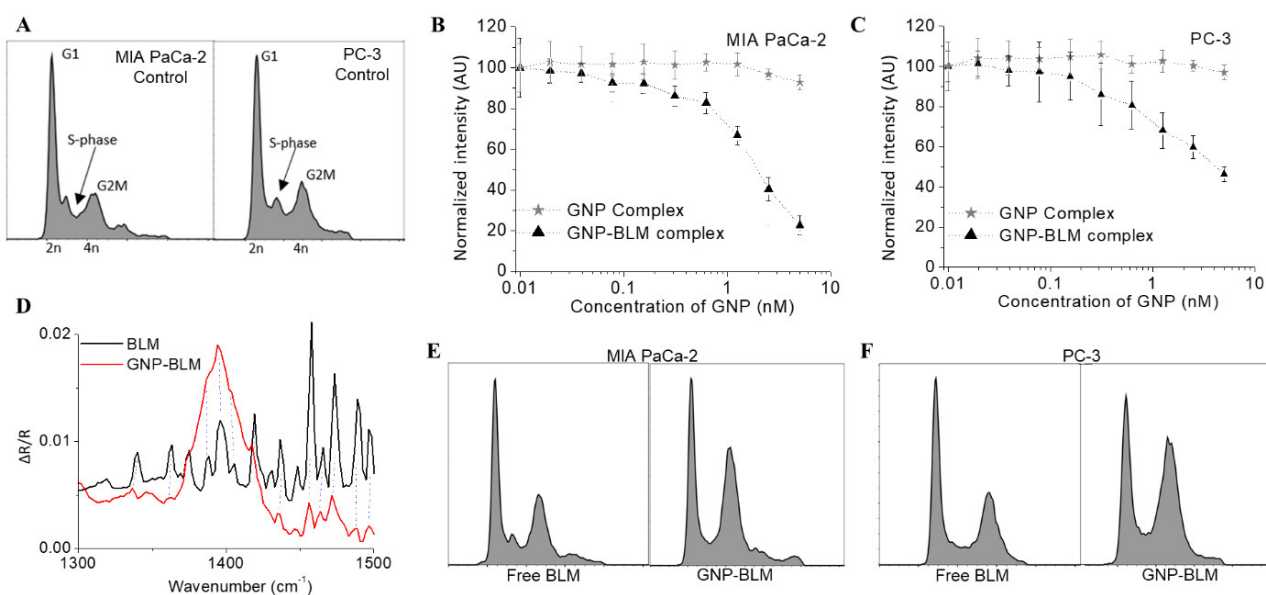 A
G1
MIA PaCa-2
Control
S-phase
G2M
2n
4n
PC-3
Control
G1
S-phase
G2M
2n
4n
B
120
100
80
60
40
20
0
Normalized intensity (AU)
MIA PaCa-2
GNP Complex
GNP-BLM complex
0.01
0.1
1
10
Concentration of GNP (nM)
C
120
100
80
60
40
20
0
Normalized intensity (AU)
PC-3
GNP Complex
GNP-BLM complex
0.01
0.1
1
10
Concentration of GNP (nM)
D
0.02
0.01
0.00
ΔR/R
BLM
GNP-BLM
1300
1400
1500
Wavenumber (cm⁻¹)
E
MIA PaCa-2
Free BLM
GNP-BLM
F
PC-3
Free BLM
GNP-BLM